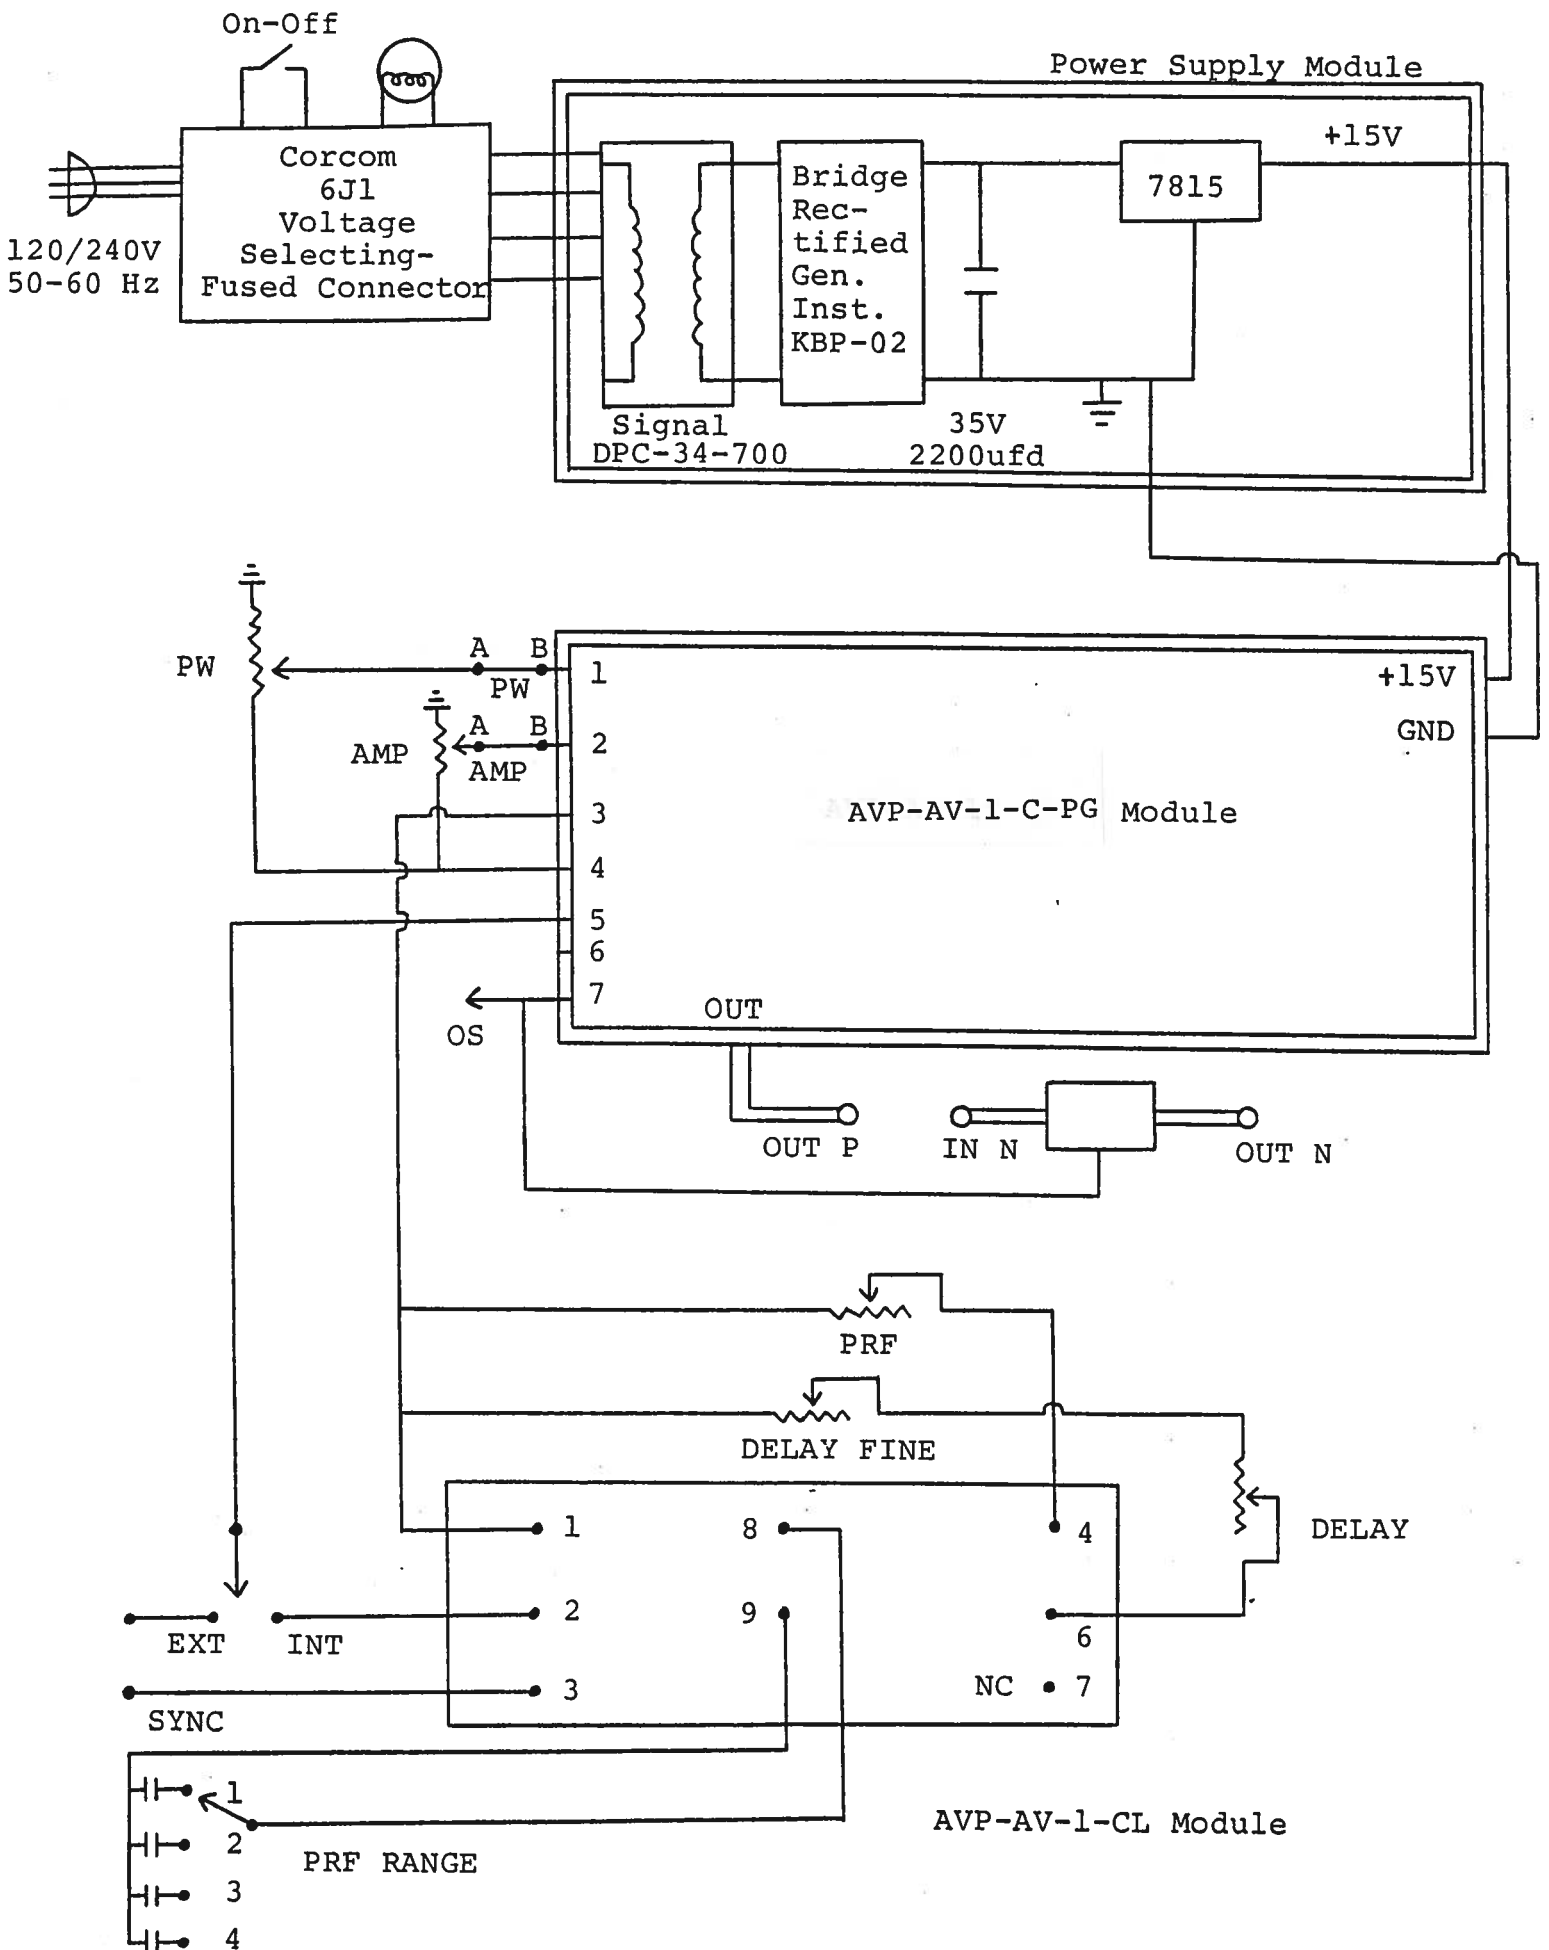 On-Off
Power Supply Module
Corcom
6J1
Voltage
Selecting-
Fused Connector
120/240V
50-60 Hz
+15V
Bridge
Rec-
tified
Gen.
Inst.
KBP-02
7815
Signal
DPC-34-700
35V
2200ufd
PW
A B
PW
1
AMP
A B
AMP
2
3
4
5
6
7
OS
OUT
+15V
GND
AVP-AV-1-C-PG Module
OUT P
IN N
OUT N
PRF
DELAY FINE
DELAY
1
8
4
2
9
6
EXT
INT
3
NC
7
SYNC
1
2
3
4
PRF RANGE
AVP-AV-1-CL Module